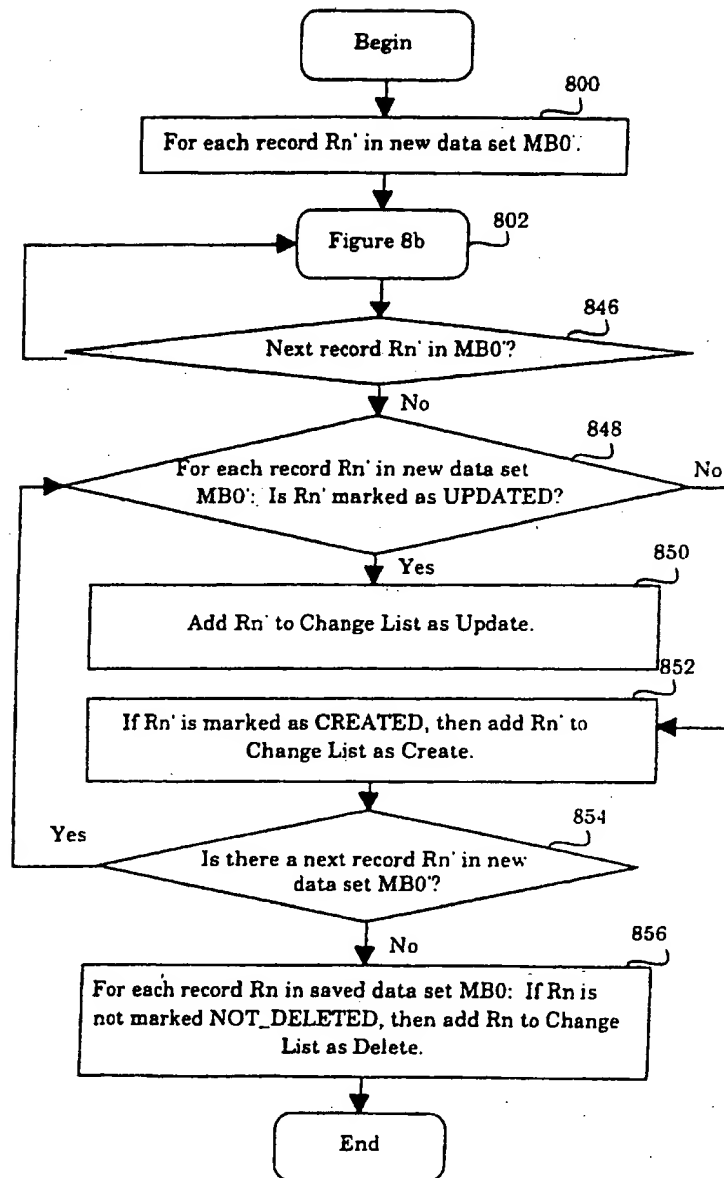 Begin
800
For each record Rn' in new data set MB0'.
Figure 8b
802
846
Next record Rn' in MB0'?
No
848
For each record Rn' in new data set
MB0': Is Rn' marked as UPDATED?
No
Yes
850
Add Rn' to Change List as Update.
852
If Rn' is marked as CREATED, then add Rn' to
Change List as Create.
Yes
854
Is there a next record Rn' in new
data set MB0'?
No
856
For each record Rn in saved data set MB0: If Rn is
not marked NOT_DELETED, then add Rn to Change
List as Delete.
End